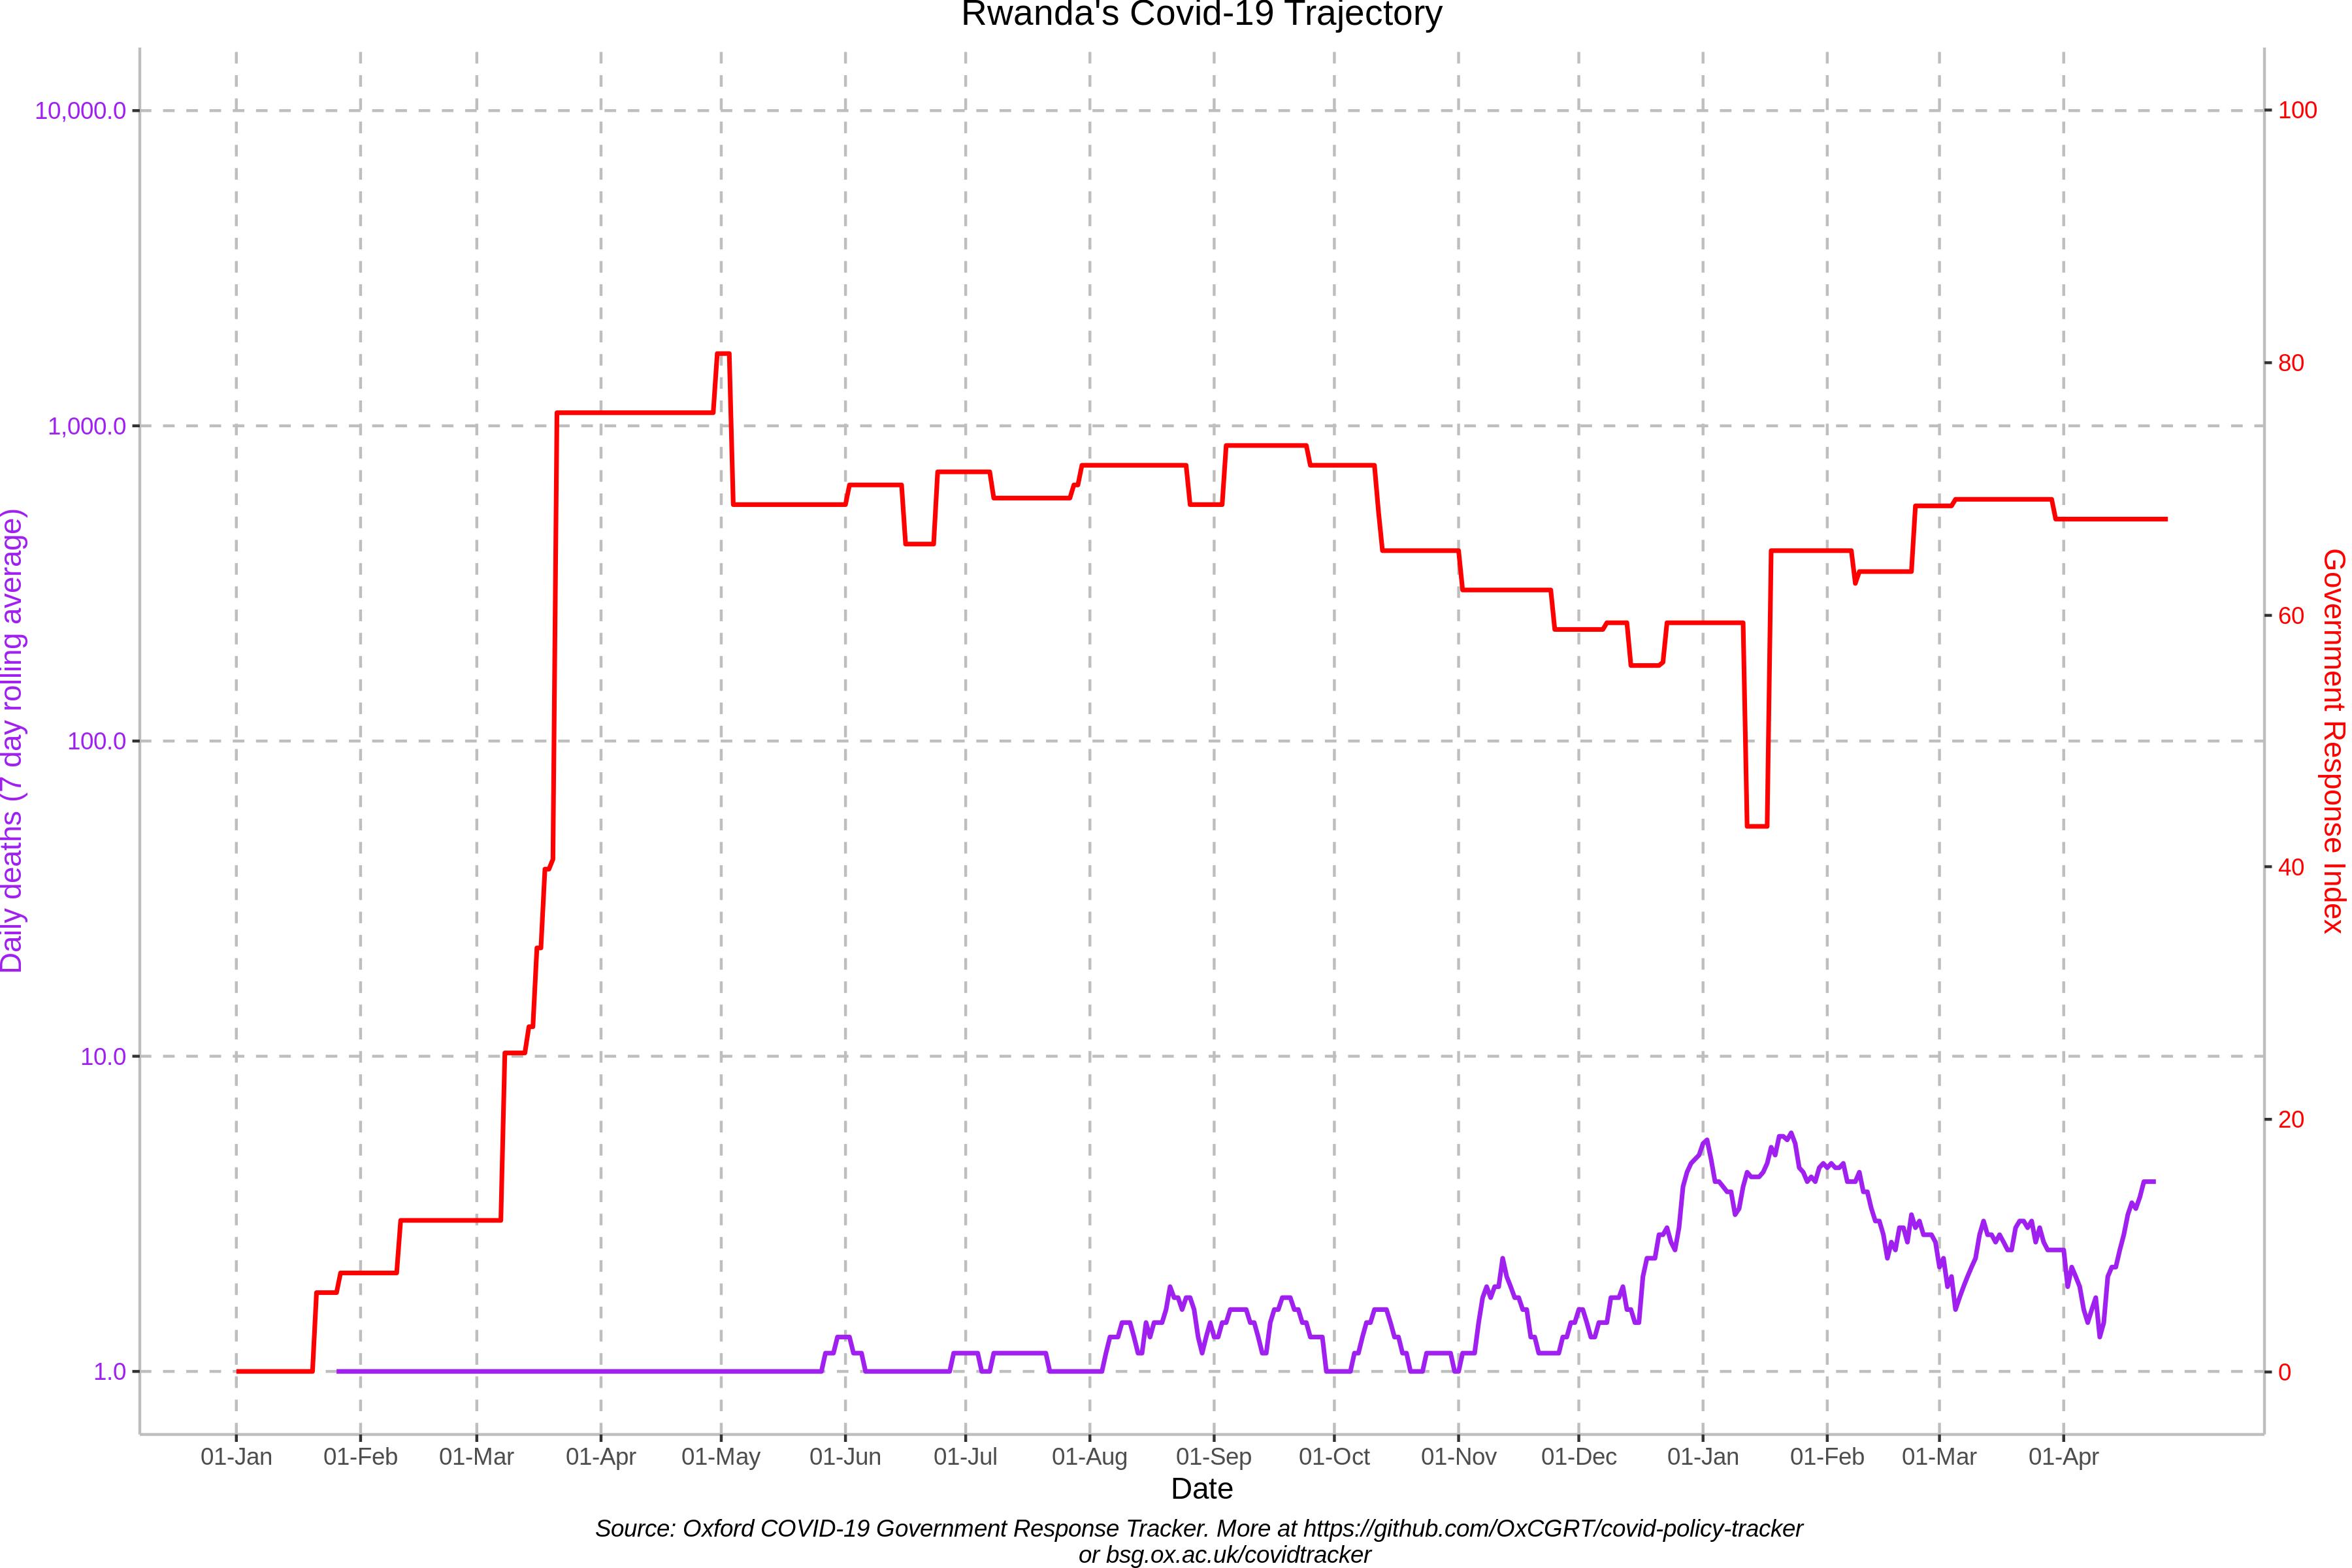 Rwanda's Covid-19 Trajectory
10,000.0
1,000.0
100.0
10.0
1.0
Daily deaths (7 day rolling average)
100
80
60
40
20
0
Government Response Index
01-Jan 01-Feb 01-Mar 01-Apr 01-May 01-Jun 01-Jul 01-Aug 01-Sep 01-Oct 01-Nov 01-Dec 01-Jan 01-Feb 01-Mar 01-Apr
Date
Source: Oxford COVID-19 Government Response Tracker. More at https://github.com/OxCGRT/covid-policy-tracker
or bsg.ox.ac.uk/covidtracker